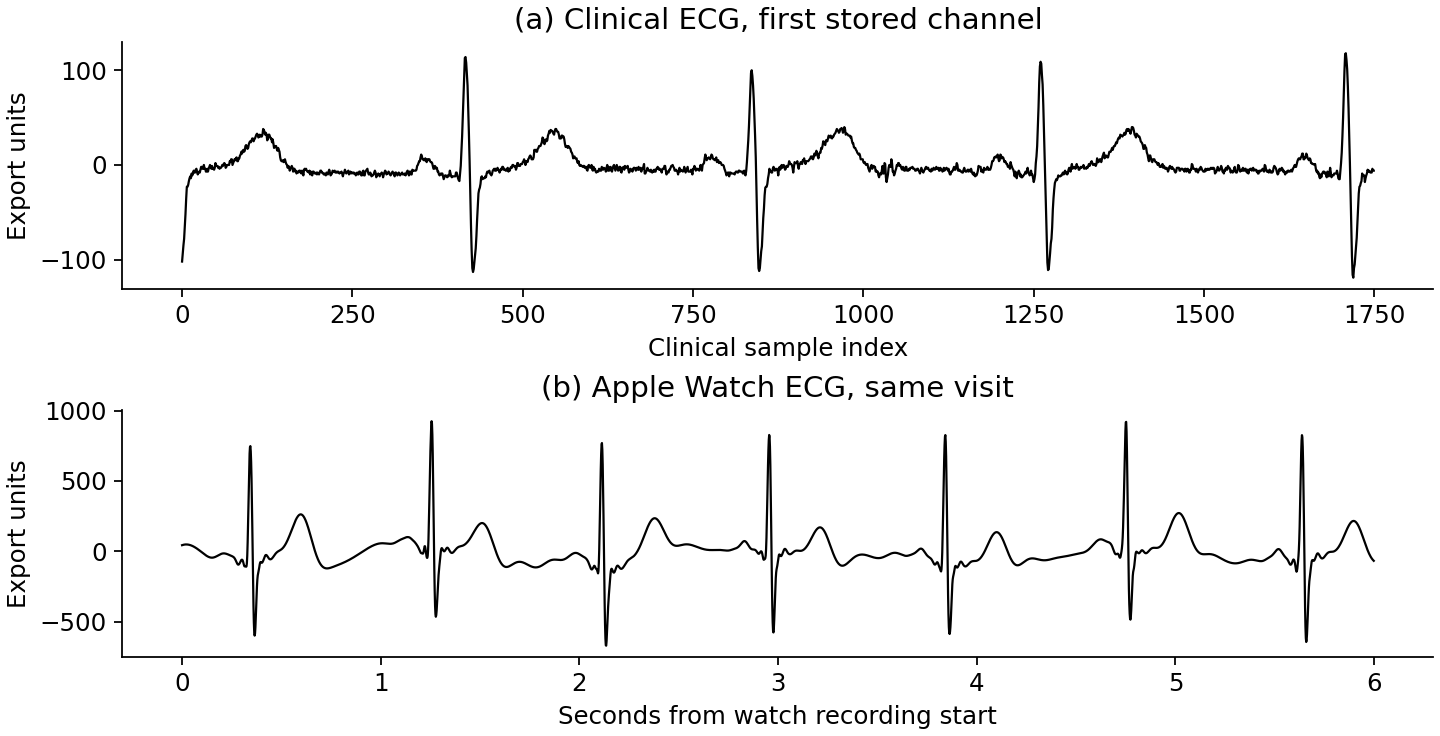 (a) Clinical ECG, first stored channel
Export units
100
0
−100
0 250 500 750 1000 1250 1500 1750
Clinical sample index
(b) Apple Watch ECG, same visit
Export units
1000
500
0
−500
0 1 2 3 4 5 6
Seconds from watch recording start